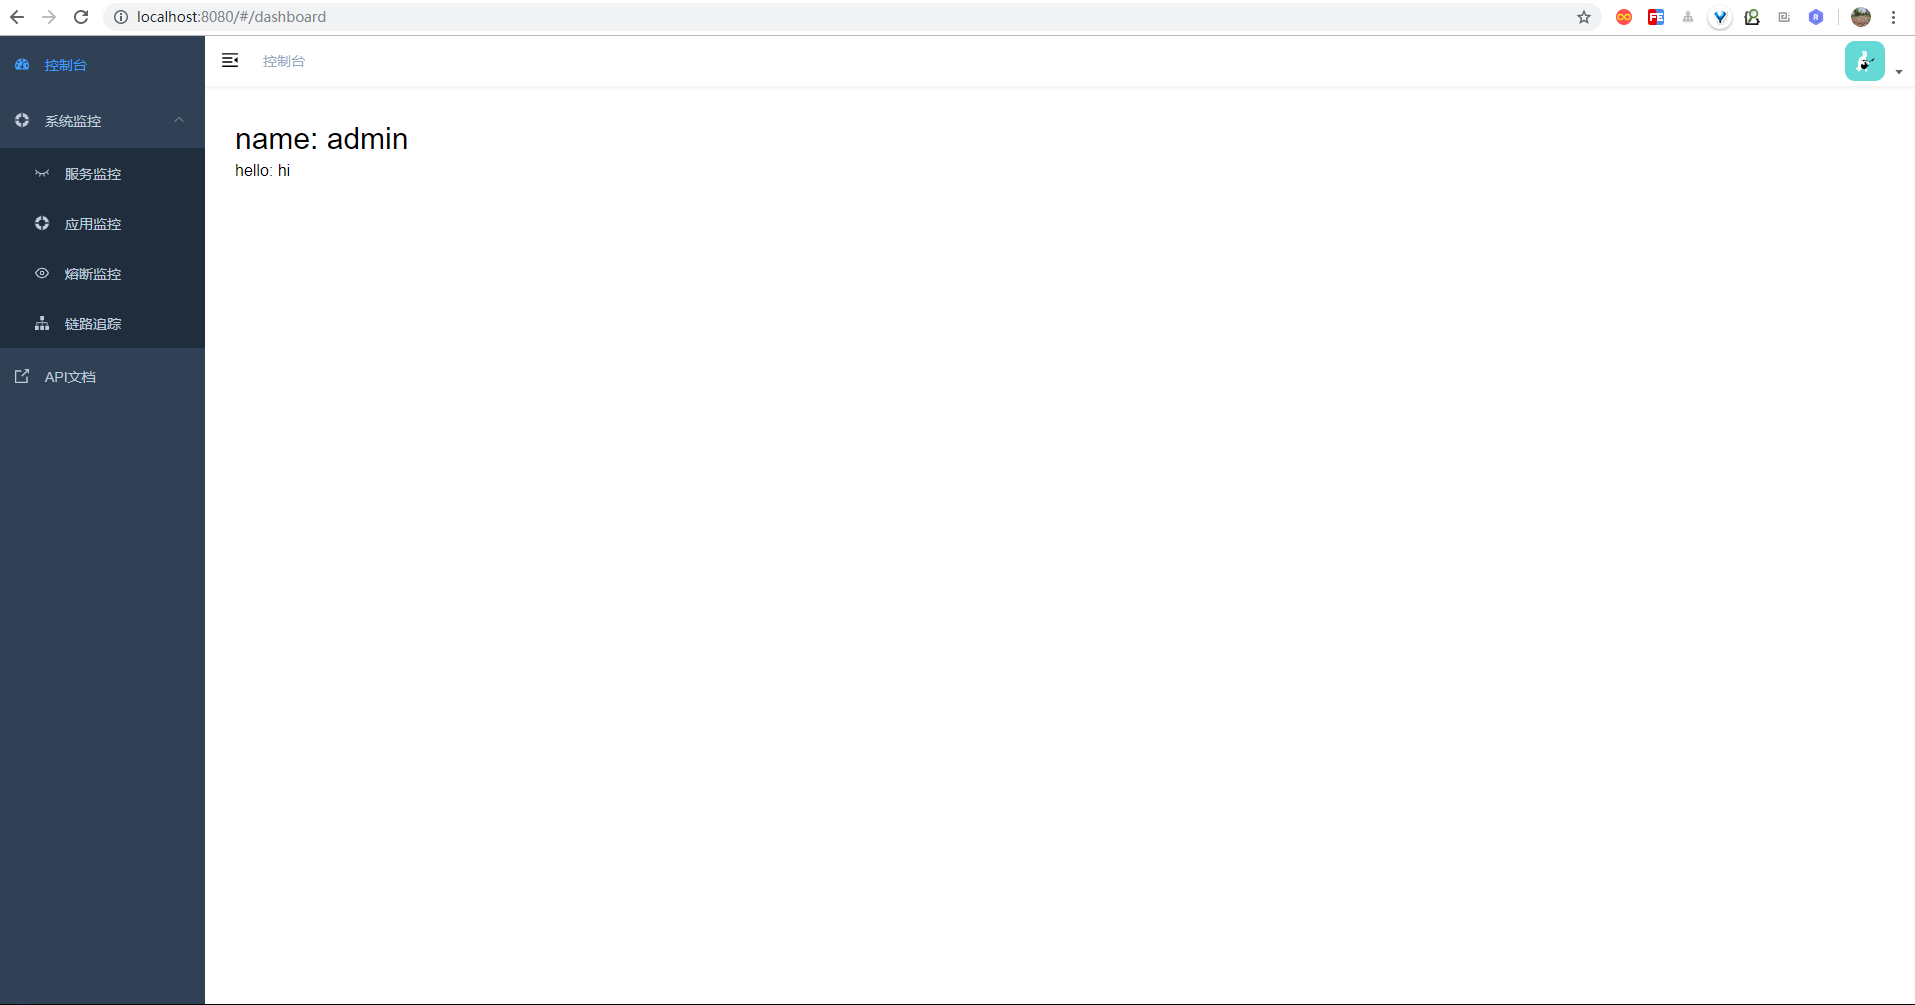 localhost:8080/#/dashboard
控制台
系统监控
服务监控
应用监控
熔断监控
链路追踪
API文档
控制台
name: admin
hello: hi